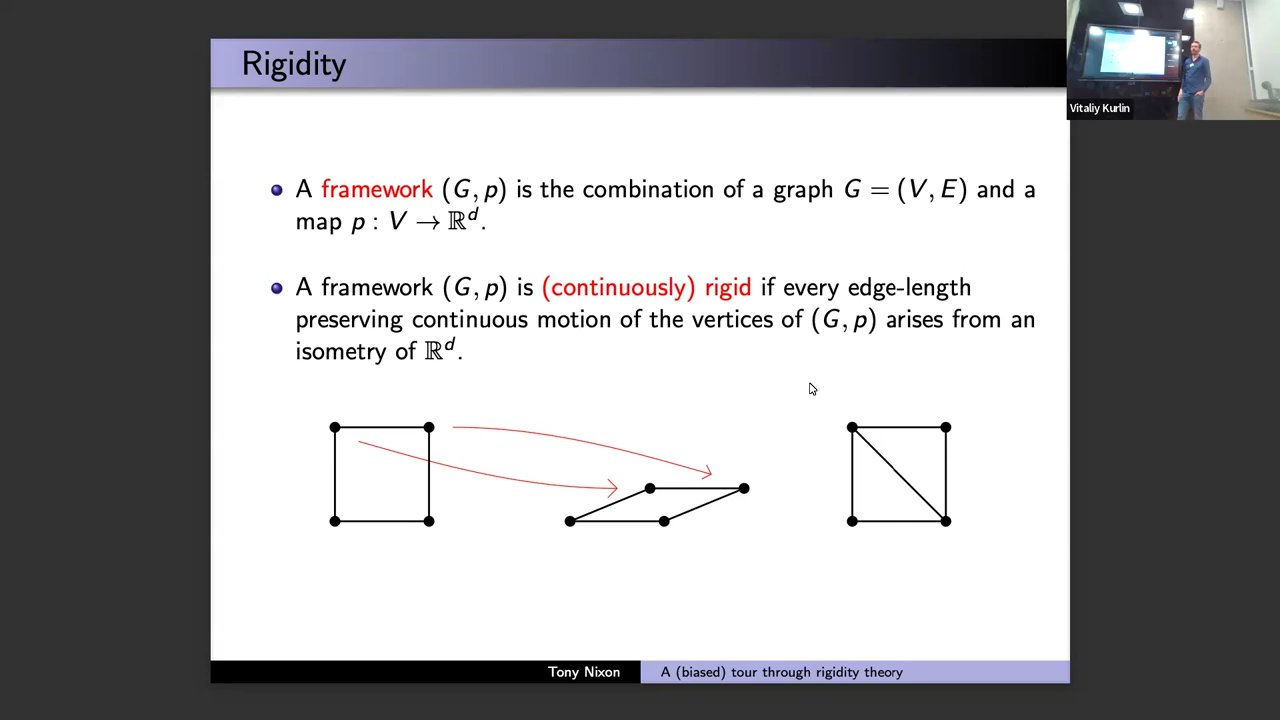 Rigidity
Vitaliy Kurlin
A framework (G, p) is the combination of a graph G = (V, E) and a
map p : V → ℝᵈ.
A framework (G, p) is (continuously) rigid if every edge-length
preserving continuous motion of the vertices of (G, p) arises from an
isometry of ℝᵈ.
Tony Nixon
A (biased) tour through rigidity theory